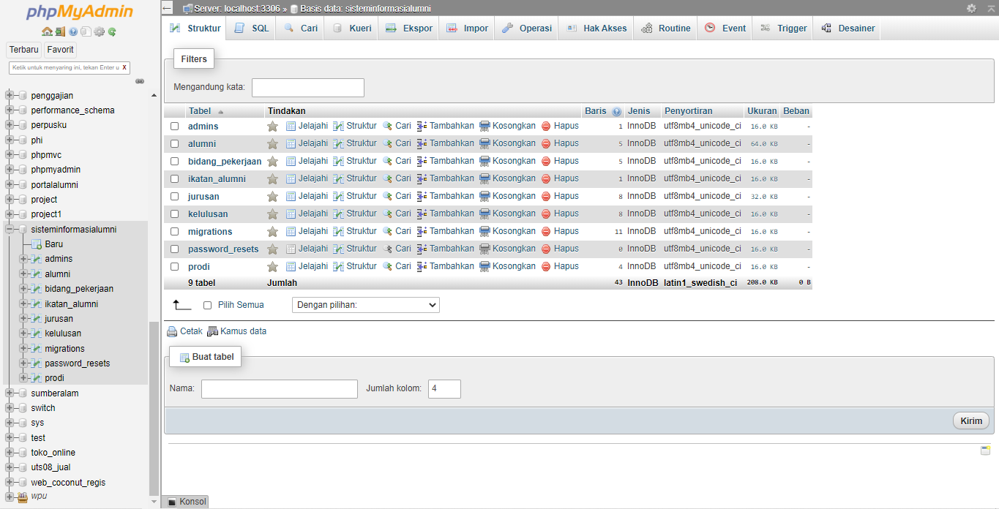 phpMyAdmin
Terbaru Favorit
Ketik untuk menyaring ini, tekan Enter u X
penggajian
performance_schema
perpusku
phi
phpmvc
phpmyadmin
portalalumni
project
project1
sisteminformasialumni
Baru
admins
alumni
bidang_pekerjaan
ikatan_alumni
jurusan
kelulusan
migrations
password_resets
prodi
sumberalam
switch
sys
test
toko_online
uts08_jual
web_coconut_regis
wpu
Server: localhost:3306 » Basis data: sisteminformasialumni
Struktur SQL Cari Kueri Ekspor Impor Operasi Hak Akses Routine Event Trigger Desainer
Filters
Mengandung kata:
Tabel Tindakan Baris Jenis Penyortiran Ukuran Beban
admins Jelajahi Struktur Cari Tambahkan Kosongkan Hapus 1 InnoDB utf8mb4_unicode_ci 16.0 KB -
alumni Jelajahi Struktur Cari Tambahkan Kosongkan Hapus 5 InnoDB utf8mb4_unicode_ci 64.0 KB -
bidang_pekerjaan Jelajahi Struktur Cari Tambahkan Kosongkan Hapus 5 InnoDB utf8mb4_unicode_ci 16.0 KB -
ikatan_alumni Jelajahi Struktur Cari Tambahkan Kosongkan Hapus 1 InnoDB utf8mb4_unicode_ci 16.0 KB -
jurusan Jelajahi Struktur Cari Tambahkan Kosongkan Hapus 8 InnoDB utf8mb4_unicode_ci 32.0 KB -
kelulusan Jelajahi Struktur Cari Tambahkan Kosongkan Hapus 8 InnoDB utf8mb4_unicode_ci 16.0 KB -
migrations Jelajahi Struktur Cari Tambahkan Kosongkan Hapus 11 InnoDB utf8mb4_unicode_ci 16.0 KB -
password_resets Jelajahi Struktur Cari Tambahkan Kosongkan Hapus 0 InnoDB utf8mb4_unicode_ci 16.0 KB -
prodi Jelajahi Struktur Cari Tambahkan Kosongkan Hapus 4 InnoDB utf8mb4_unicode_ci 16.0 KB -
9 tabel Jumlah 43 InnoDB latin1_swedish_ci 208.0 KB 0 B
Pilih Semua Dengan pilihan:
Cetak Kamus data
Buat tabel
Nama: Jumlah kolom: 4
Kirim
Konsol